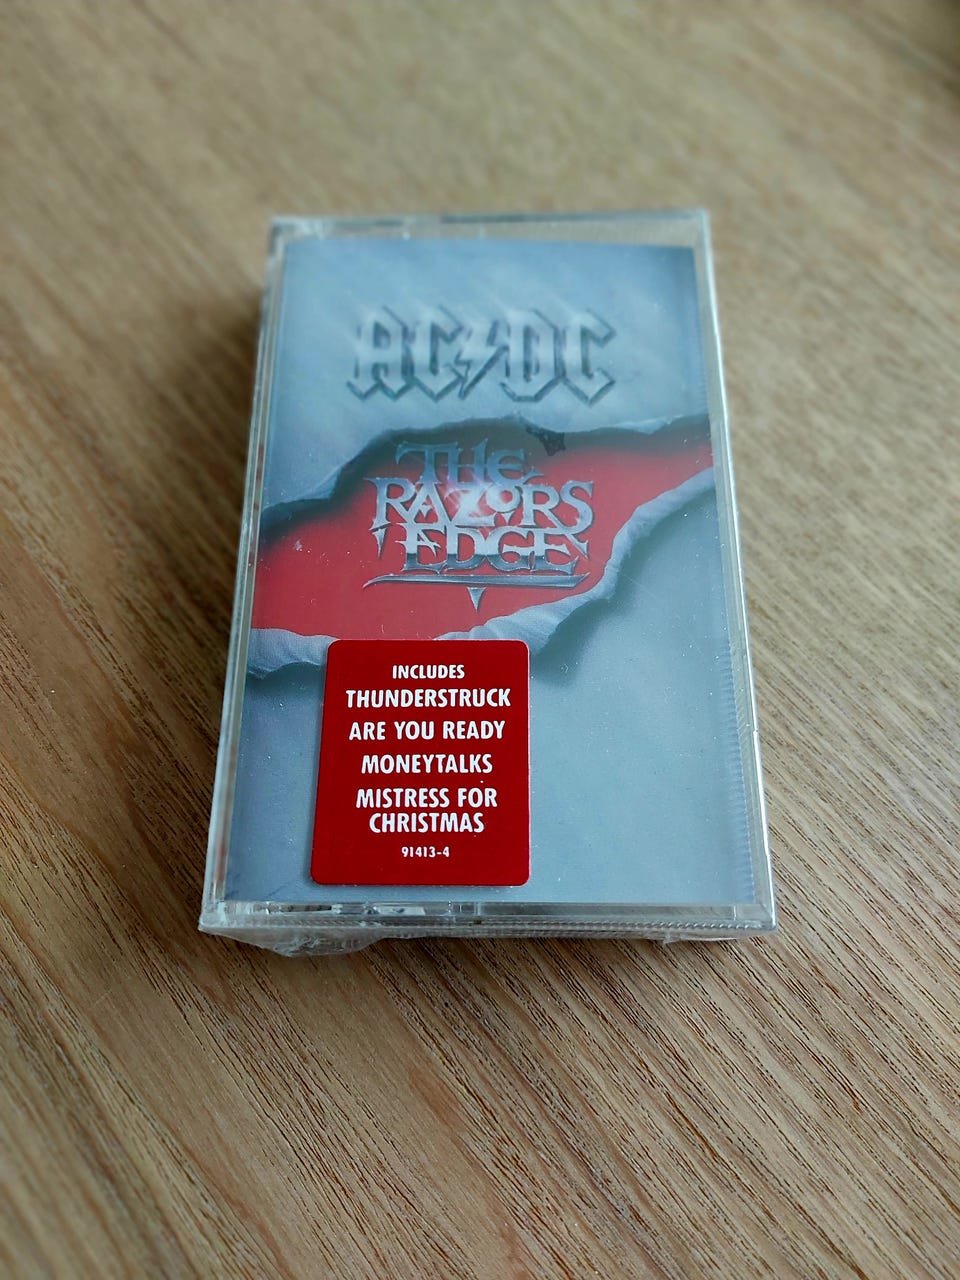 AC/DC
THE
RAZORS
EDGE
INCLUDES
THUNDERSTRUCK
ARE YOU READY
MONEYTALKS
MISTRESS FOR
CHRISTMAS
91413-4